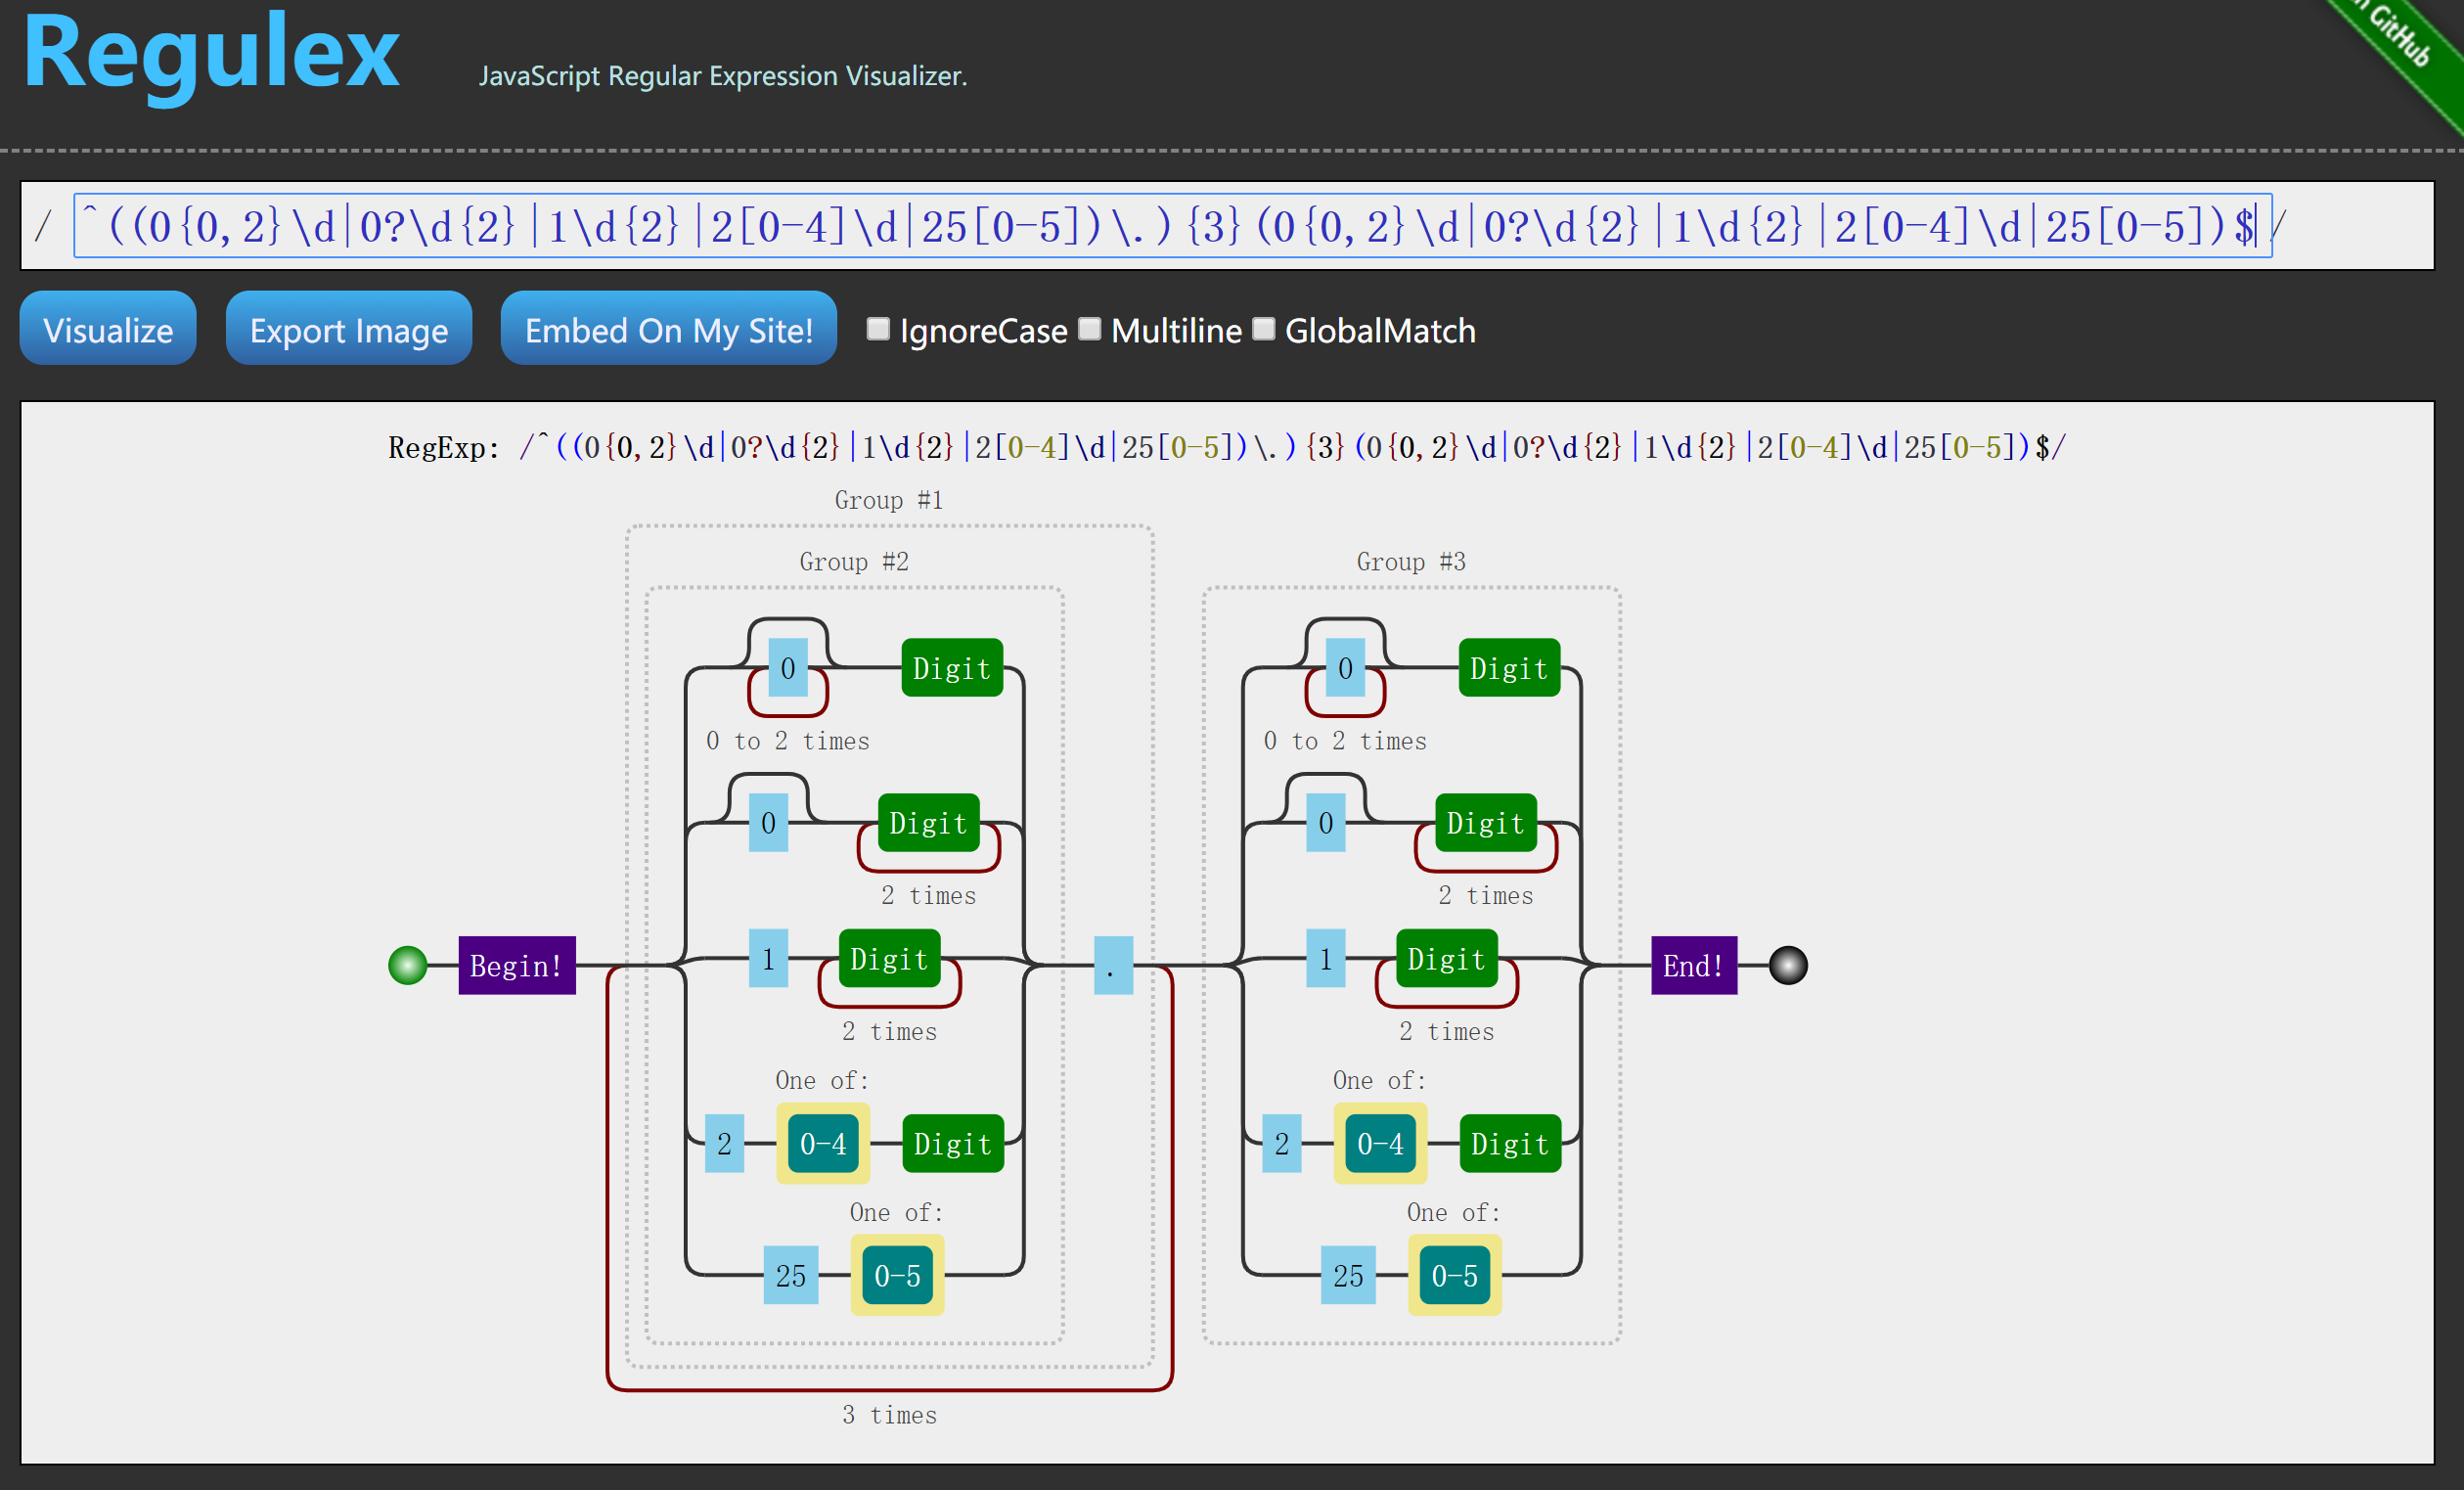 Regulex
JavaScript Regular Expression Visualizer.
GitHub
/ ^((0{0,2}\d|0?\d{2}|1\d{2}|2[0-4]\d|25[0-5])\.){3}(0{0,2}\d|0?\d{2}|1\d{2}|2[0-4]\d|25[0-5])$/
Visualize Export Image Embed On My Site! IgnoreCase Multiline GlobalMatch
RegExp: /^((0{0,2}\d|0?\d{2}|1\d{2}|2[0-4]\d|25[0-5])\.){3}(0{0,2}\d|0?\d{2}|1\d{2}|2[0-4]\d|25[0-5])$/
Group #1
Group #2 Group #3
0 Digit 0 Digit
0 to 2 times 0 to 2 times
0 Digit 0 Digit
2 times 2 times
1 Digit 1 Digit
Begin! . End!
2 times 2 times
One of: One of:
2 0-4 Digit 2 0-4 Digit
One of: One of:
25 0-5 25 0-5
3 times